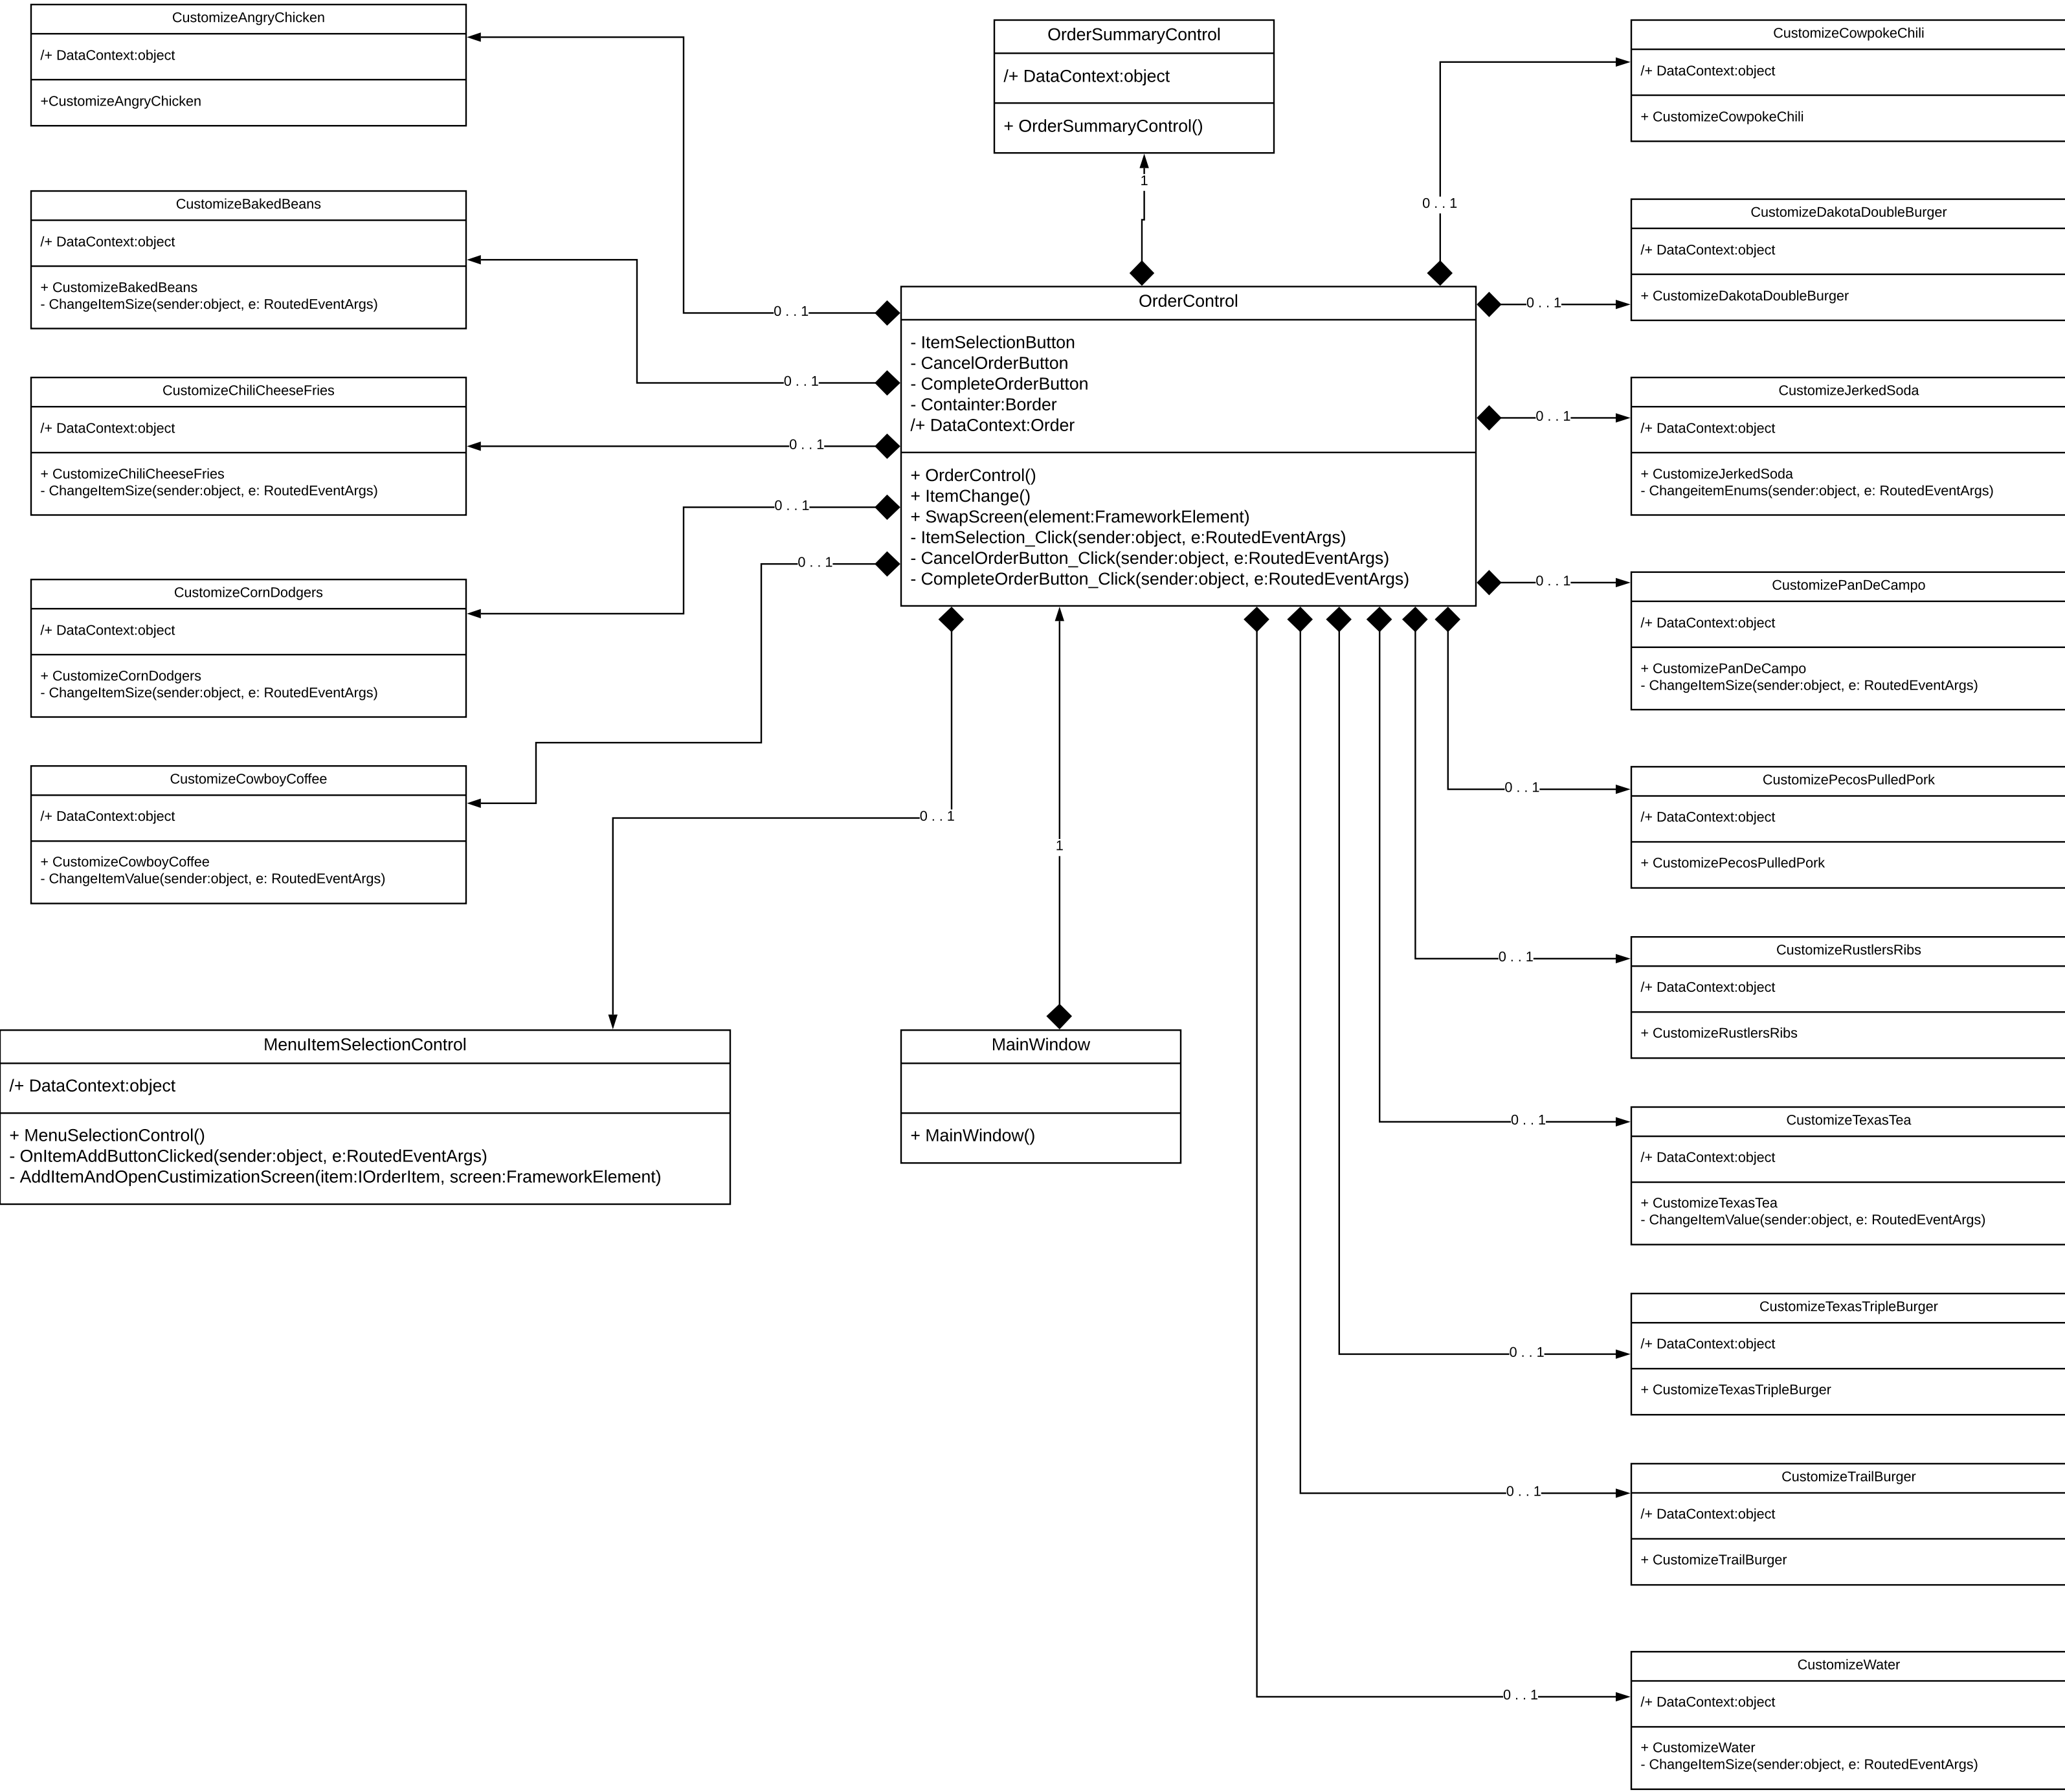 CustomizeAngryChicken
/+ DataContext:object
+CustomizeAngryChicken
CustomizeBakedBeans
/+ DataContext:object
+ CustomizeBakedBeans
- ChangeItemSize(sender:object, e: RoutedEventArgs)
CustomizeChiliCheeseFries
/+ DataContext:object
+ CustomizeChiliCheeseFries
- ChangeItemSize(sender:object, e: RoutedEventArgs)
CustomizeCornDodgers
/+ DataContext:object
+ CustomizeCornDodgers
- ChangeItemSize(sender:object, e: RoutedEventArgs)
CustomizeCowboyCoffee
/+ DataContext:object
+ CustomizeCowboyCoffee
- ChangeItemValue(sender:object, e: RoutedEventArgs)
MenuItemSelectionControl
/+ DataContext:object
+ MenuSelectionControl()
- OnItemAddButtonClicked(sender:object, e:RoutedEventArgs)
- AddItemAndOpenCustimizationScreen(item:IOrderItem, screen:FrameworkElement)
0 . . 1
0 . . 1
0 . . 1
0 . . 1
0 . . 1
0 . . 1
OrderSummaryControl
/+ DataContext:object
+ OrderSummaryControl()
1
OrderControl
- ItemSelectionButton
- CancelOrderButton
- CompleteOrderButton
- Containter:Border
/+ DataContext:Order
+ OrderControl()
+ ItemChange()
+ SwapScreen(element:FrameworkElement)
- ItemSelection_Click(sender:object, e:RoutedEventArgs)
- CancelOrderButton_Click(sender:object, e:RoutedEventArgs)
- CompleteOrderButton_Click(sender:object, e:RoutedEventArgs)
1
MainWindow
+ MainWindow()
0 . . 1
0 . . 1
0 . . 1
0 . . 1
0 . . 1
0 . . 1
0 . . 1
0 . . 1
0 . . 1
0 . . 1
CustomizeCowpokeChili
/+ DataContext:object
+ CustomizeCowpokeChili
CustomizeDakotaDoubleBurger
/+ DataContext:object
+ CustomizeDakotaDoubleBurger
CustomizeJerkedSoda
/+ DataContext:object
+ CustomizeJerkedSoda
- ChangeitemEnums(sender:object, e: RoutedEventArgs)
CustomizePanDeCampo
/+ DataContext:object
+ CustomizePanDeCampo
- ChangeItemSize(sender:object, e: RoutedEventArgs)
CustomizePecosPulledPork
/+ DataContext:object
+ CustomizePecosPulledPork
CustomizeRustlersRibs
/+ DataContext:object
+ CustomizeRustlersRibs
CustomizeTexasTea
/+ DataContext:object
+ CustomizeTexasTea
- ChangeItemValue(sender:object, e: RoutedEventArgs)
CustomizeTexasTripleBurger
/+ DataContext:object
+ CustomizeTexasTripleBurger
CustomizeTrailBurger
/+ DataContext:object
+ CustomizeTrailBurger
CustomizeWater
/+ DataContext:object
+ CustomizeWater
- ChangeItemSize(sender:object, e: RoutedEventArgs)